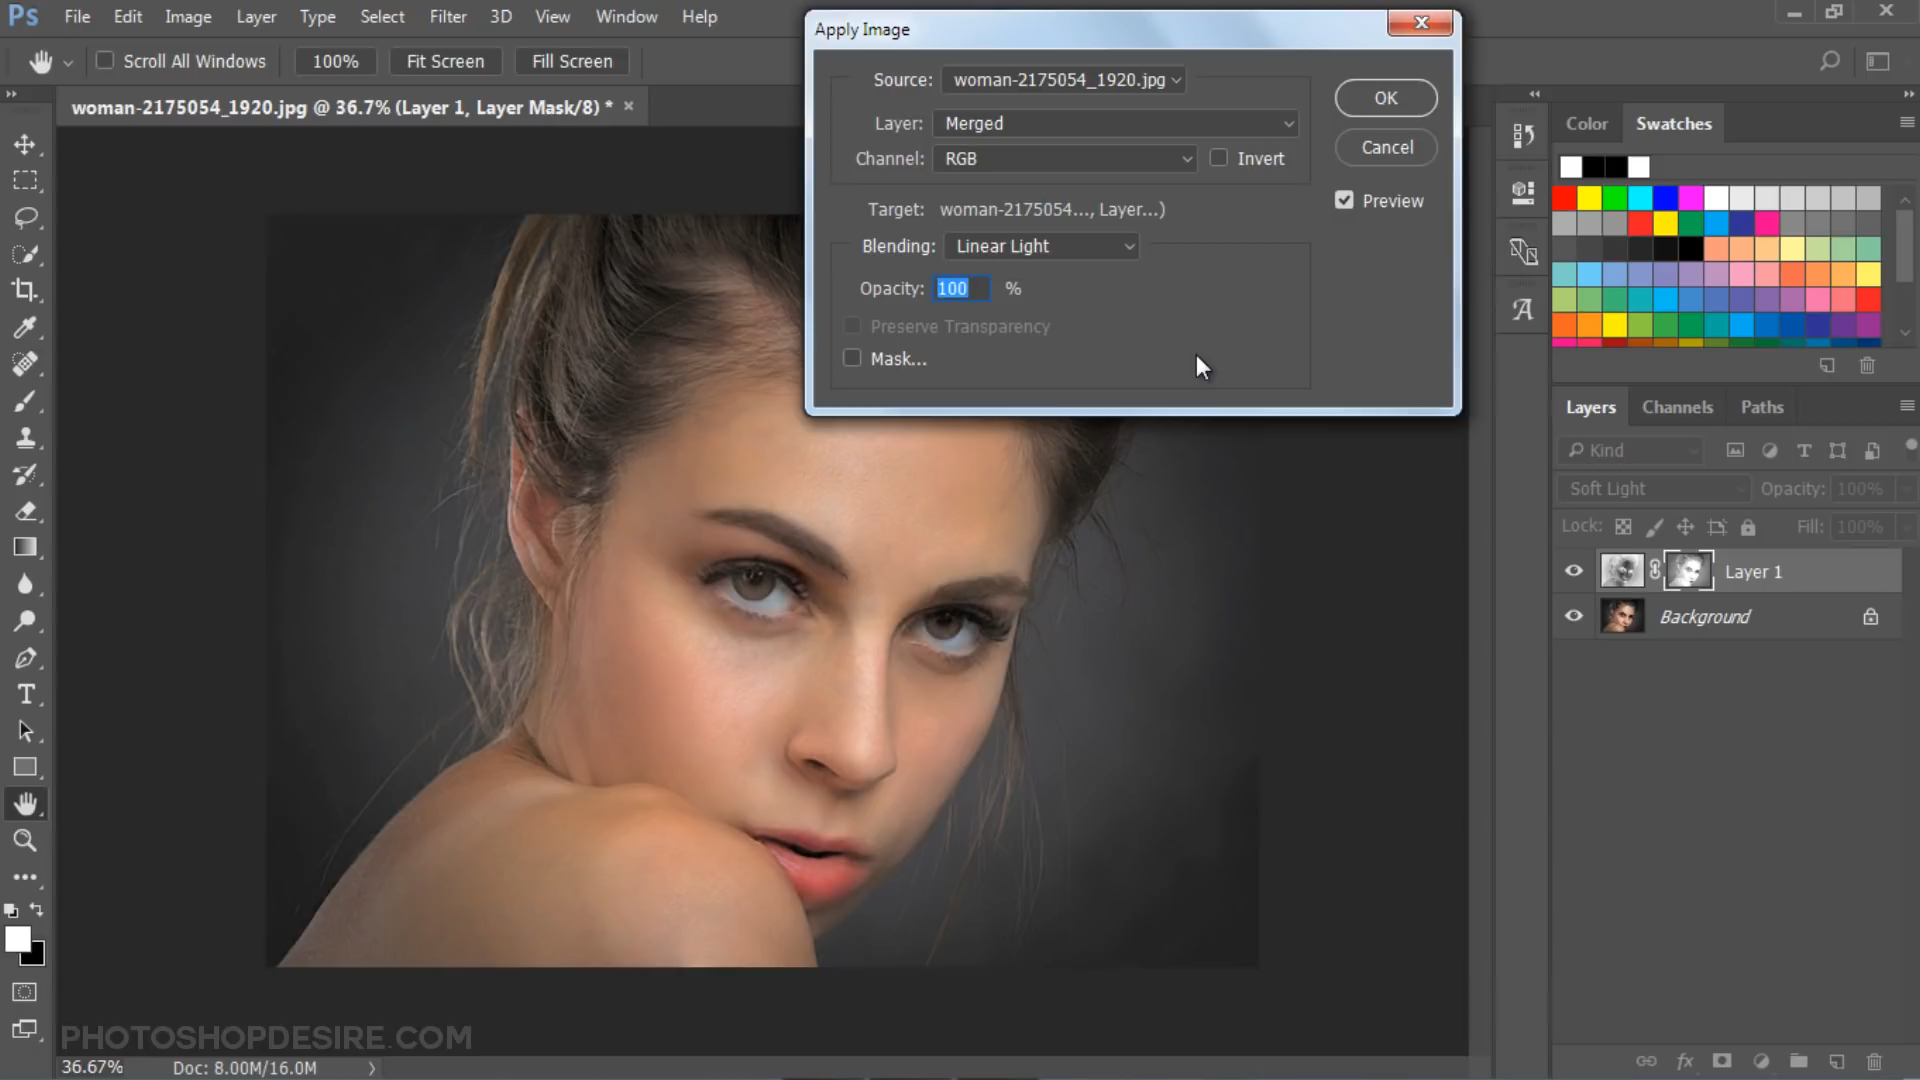 Ps File Edit Image Layer Type Select Filter 3D View Window Help
Scroll All Windows 100% Fit Screen Fill Screen
woman-2175054_1920.jpg @ 36.7% (Layer 1, Layer Mask/8) * ×
Apply Image
Source: woman-2175054_1920.jpg
Layer: Merged
Channel: RGB Invert
Target: woman-2175054..., Layer...)
Blending: Linear Light
Opacity: 100 %
Preserve Transparency
Mask...
OK
Cancel
Preview
Color Swatches
Layers Channels Paths
Kind
Soft Light Opacity: 100%
Lock: Fill: 100%
Layer 1
Background
PHOTOSHOPDESIRE.COM
36.67% Doc: 8.00M/16.0M